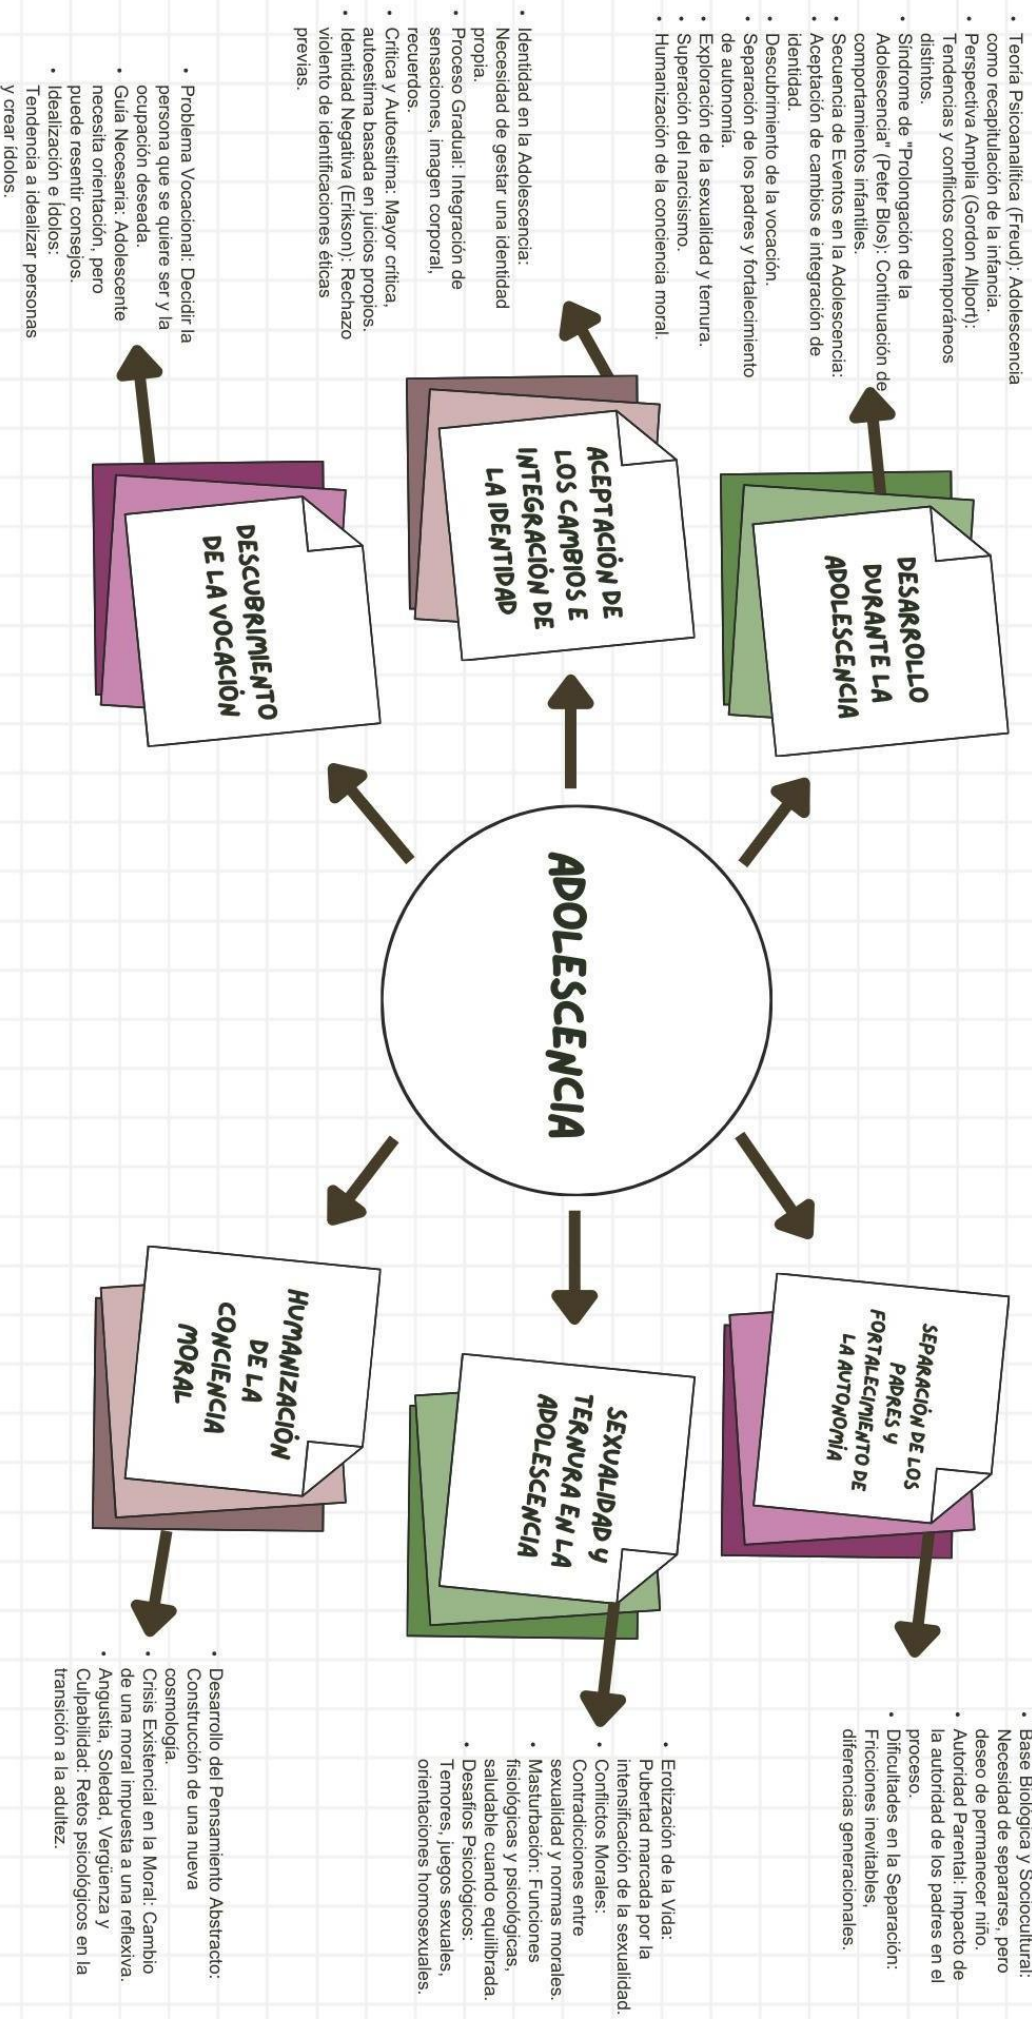 ADOLESCENCIA
DESARROLLO
DURANTE LA
ADOLESCENCIA
• Teoría Psicoanalítica (Freud): Adolescencia
como recapitulación de la infancia.
• Perspectiva Amplia (Gordon Allport):
Tendencias y conflictos contemporáneos
distintos.
• Síndrome de "Prolongación de la
Adolescencia" (Peter Blos): Continuación de
comportamientos infantiles.
• Secuencia de Eventos en la Adolescencia:
• Aceptación de cambios e integración de
identidad.
• Descubrimiento de la vocación.
• Separación de los padres y fortalecimiento
de autonomía.
• Exploración de la sexualidad y ternura.
• Superación del narcisismo.
• Humanización de la conciencia moral.
ACEPTACIÓN DE
LOS CAMBIOS E
INTEGRACIÓN DE
LA IDENTIDAD
• Identidad en la Adolescencia:
Necesidad de gestar una identidad
propia.
• Proceso Gradual: Integración de
sensaciones, imagen corporal,
recuerdos.
• Crítica y Autoestima: Mayor crítica,
autoestima basada en juicios propios.
• Identidad Negativa (Erikson): Rechazo
violento de identificaciones éticas
previas.
DESCUBRIMIENTO
DE LA VOCACIÓN
• Problema Vocacional: Decidir la
persona que se quiere ser y la
ocupación deseada.
• Guía Necesaria: Adolescente
necesita orientación, pero
puede resentir consejos.
• Idealización e Ídolos:
Tendencia a idealizar personas
y crear ídolos.
SEPARACIÓN DE LOS
PADRES Y
FORTALECIMIENTO DE
LA AUTONOMÍA
• Base Biológica y Sociocultural:
Necesidad de separarse, pero
deseo de permanecer niño.
• Autoridad Parental: Impacto de
la autoridad de los padres en el
proceso.
• Dificultades en la Separación:
Fricciones inevitables,
diferencias generacionales.
SEXUALIDAD Y
TERNURA EN LA
ADOLESCENCIA
• Erotización de la Vida:
Pubertad marcada por la
intensificación de la sexualidad.
• Conflictos Morales:
Contradicciones entre
sexualidad y normas morales.
• Masturbación: Funciones
fisiológicas y psicológicas,
saludable cuando equilibrada.
• Desafíos Psicológicos:
Temores, juegos sexuales,
orientaciones homosexuales.
HUMANIZACIÓN
DE LA
CONCIENCIA
MORAL
• Desarrollo del Pensamiento Abstracto:
Construcción de una nueva
cosmología.
• Crisis Existencial en la Moral: Cambio
de una moral impuesta a una reflexiva.
• Angustia, Soledad, Vergüenza y
Culpabilidad: Retos psicológicos en la
transición a la adultez.